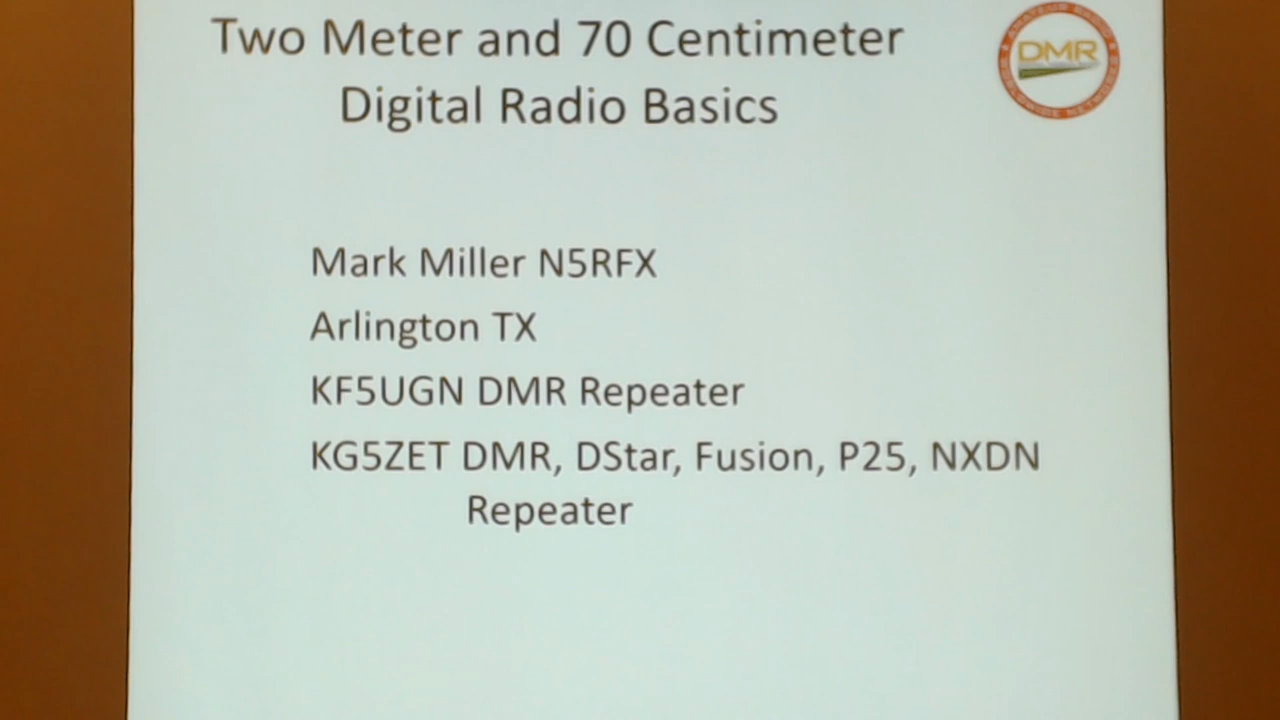 Two Meter and 70 Centimeter
Digital Radio Basics
DMR
Mark Miller N5RFX
Arlington TX
KF5UGN DMR Repeater
KG5ZET DMR, DStar, Fusion, P25, NXDN
Repeater